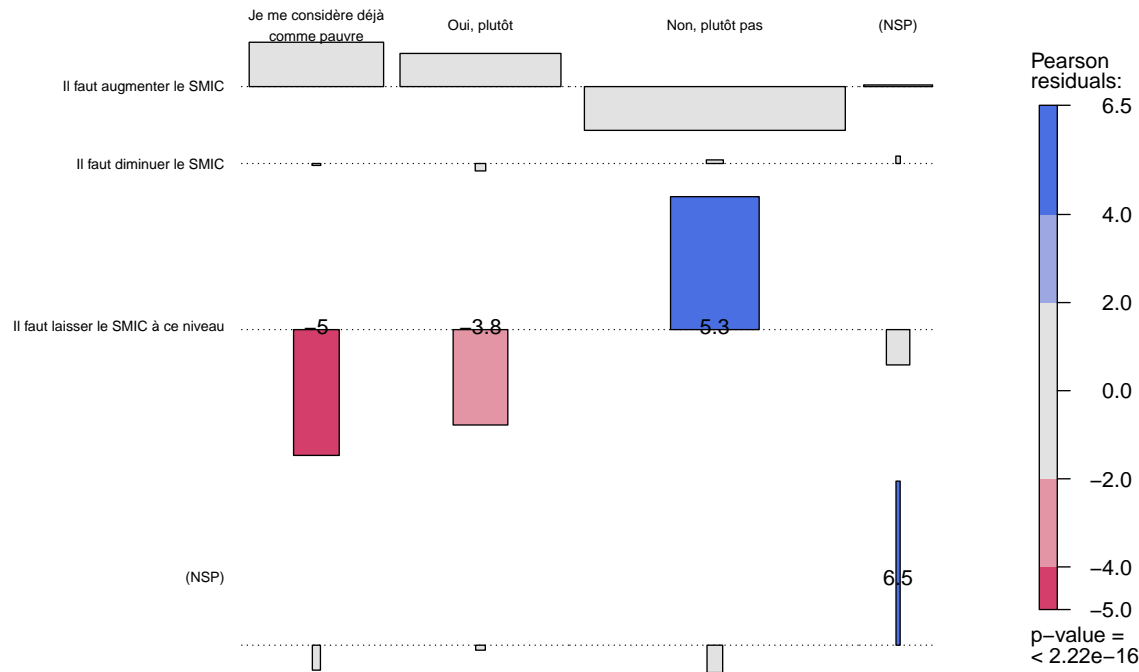 Je me considère déjà
comme pauvre
Oui, plutôt
Non, plutôt pas
(NSP)
Il faut augmenter le SMIC
Il faut diminuer le SMIC
Il faut laisser le SMIC à ce niveau
−5
−3.8
5.3
(NSP)
6.5
Pearson
residuals:
6.5
4.0
2.0
0.0
−2.0
−4.0
−5.0
p−value =
< 2.22e−16